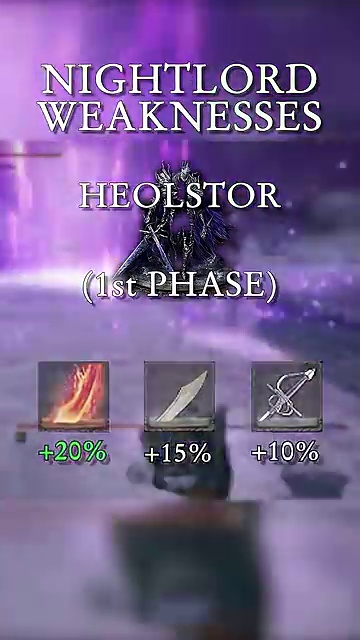 NIGHTLORD
WEAKNESSES
HEOLSTOR
(1st PHASE)
+20% +15% +10%